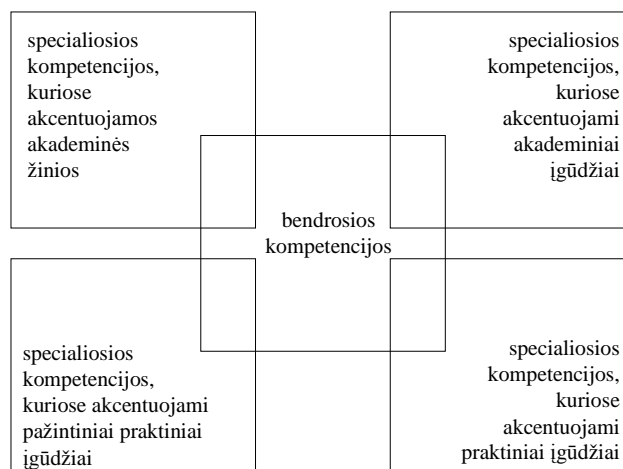 specialiosios
kompetencijos,
kuriose
akcentuojamos
akademinės
žinios
specialiosios
kompetencijos,
kuriose
akcentuojami
akademiniai
įgūdžiai
bendrosios
kompetencijos
specialiosios
kompetencijos,
kuriose akcentuojami
pažintiniai praktiniai
įgūdžiai
specialiosios
kompetencijos,
kuriose
akcentuojami
praktiniai įgūdžiai